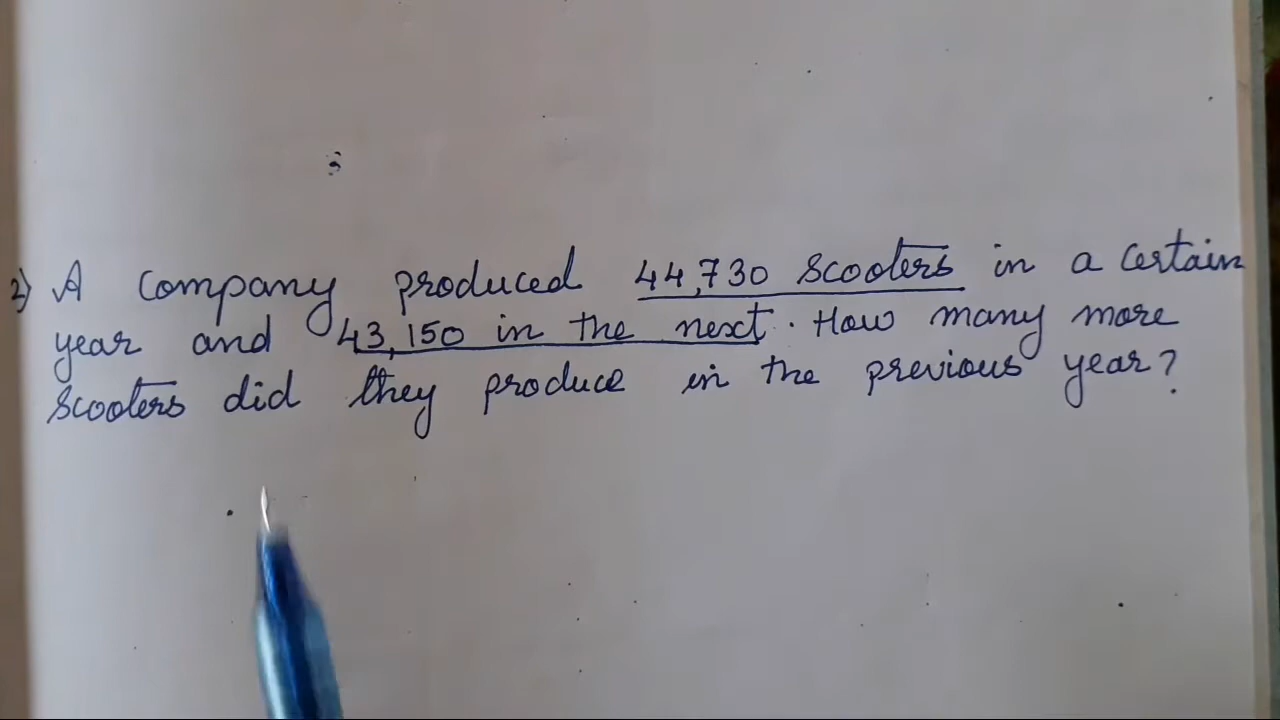 2) A company produced 44,730 scooters in a certain
year and 43,150 in the next. How many more
scooters did they produce in the previous year?